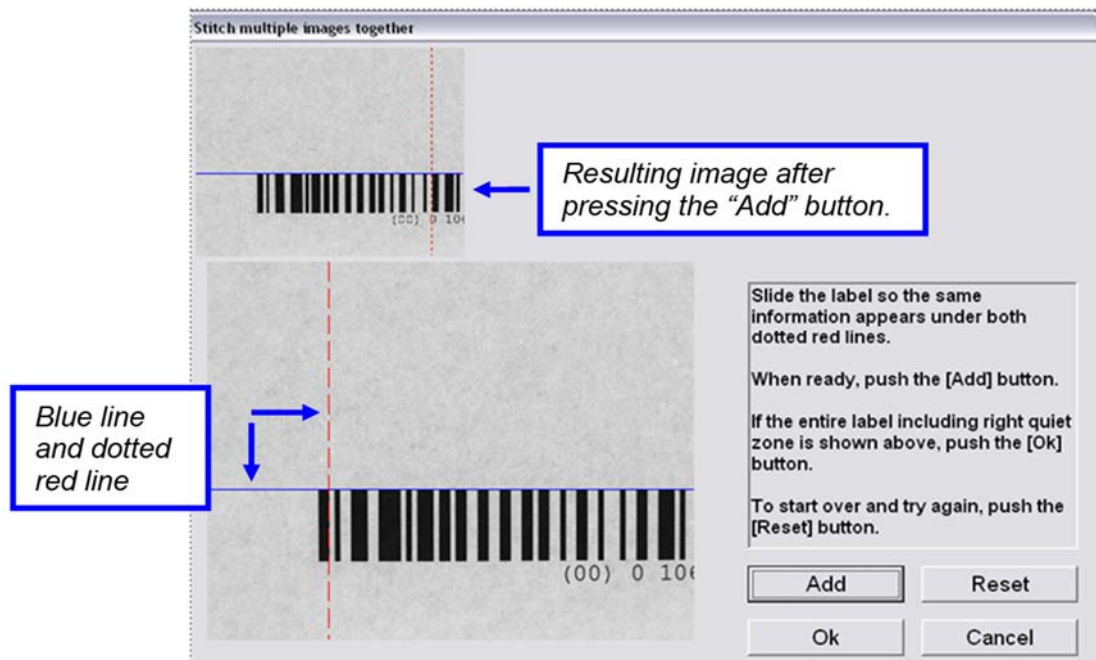 Stitch multiple images together
Resulting image after
pressing the “Add” button.
(00) 0 106
Blue line
and dotted
red line
(00) 0 106
Slide the label so the same
information appears under both
dotted red lines.
When ready, push the [Add] button.
If the entire label including right quiet
zone is shown above, push the [Ok]
button.
To start over and try again, push the
[Reset] button.
Add
Reset
Ok
Cancel